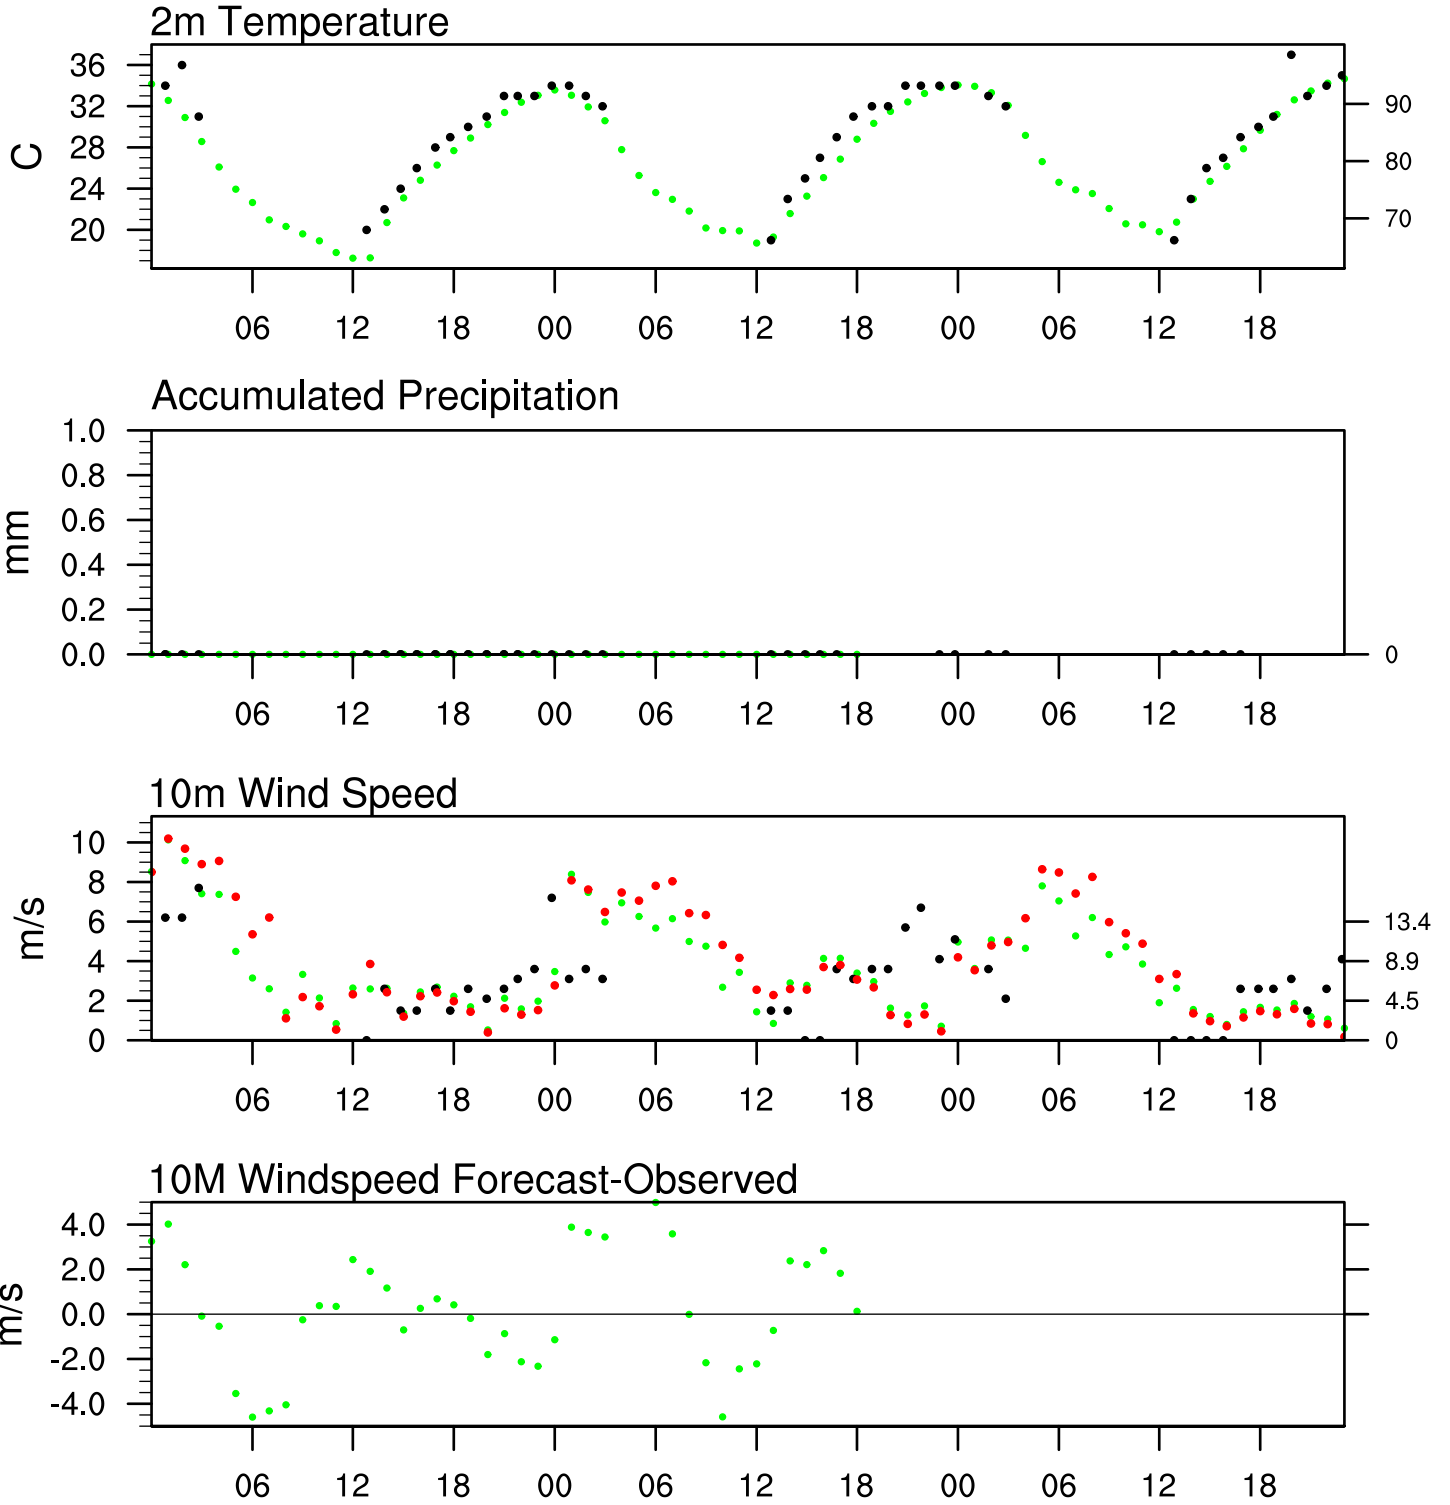 2m Temperature
36
32
28
24
20
C
90
80
70
06 12 18 00 06 12 18 00 06 12 18
Accumulated Precipitation
1.0
0.8
0.6
0.4
0.2
0.0
mm
0
06 12 18 00 06 12 18 00 06 12 18
10m Wind Speed
10
8
6
4
2
0
m/s
13.4
8.9
4.5
0
06 12 18 00 06 12 18 00 06 12 18
10M Windspeed Forecast-Observed
4.0
2.0
0.0
-2.0
-4.0
m/s
06 12 18 00 06 12 18 00 06 12 18